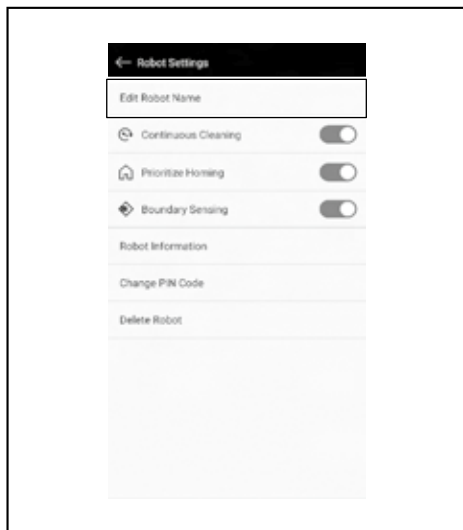 Robot Settings
Edit Robot Name
Continuous Cleaning
Prioritize Homing
Boundary Sensing
Robot Information
Change PIN Code
Delete Robot